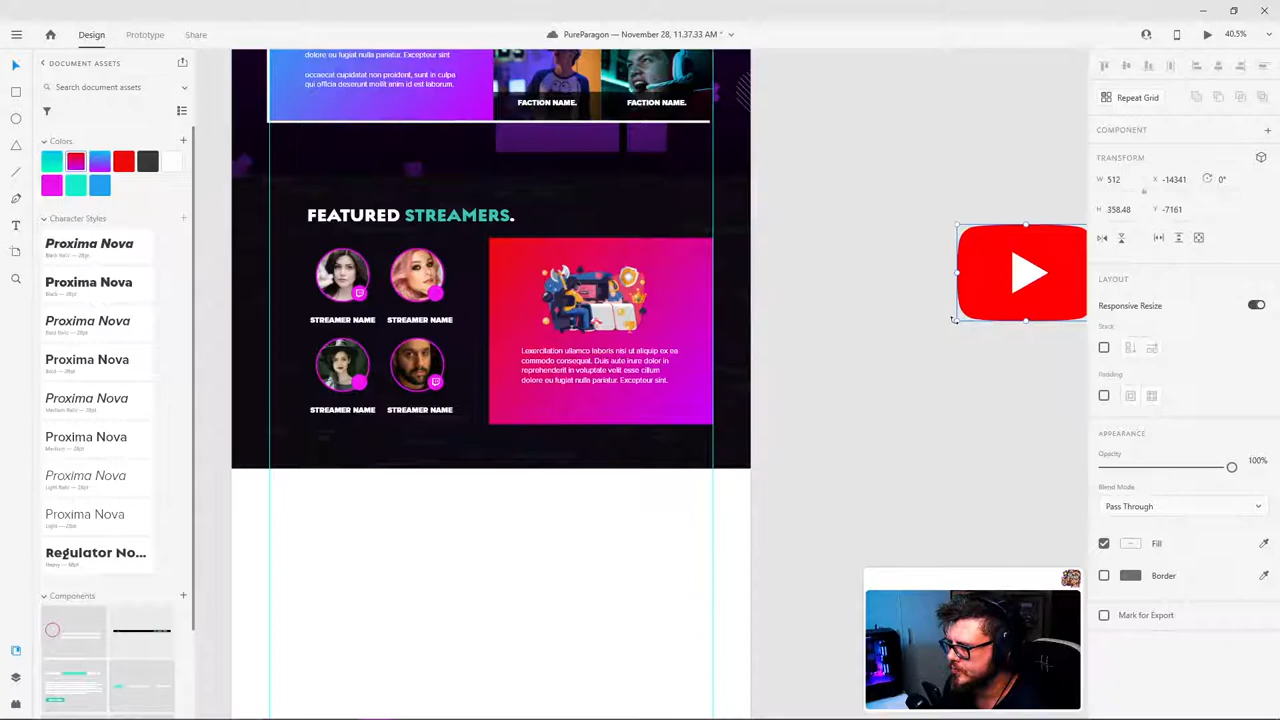 Design
Prototype
Share
PureParagon — November 28, 11.37.33 AM *
40.5%
DOCUMENT ASSETS
Search document assets
Colors
Character Styles
Proxima Nova
Proxima Nova
Proxima Nova
Proxima Nova
Proxima Nova
Proxima Nova
Proxima Nova
Proxima Nova
Regulator No...
Components
dolore eu fugiat nulla pariatur. Excepteur sint
occaecat cupidatat non proident, sunt in culpa
qui officia deserunt mollit anim id est laborum.
FACTION NAME.
FACTION NAME.
FEATURED STREAMERS.
STREAMER NAME
STREAMER NAME
STREAMER NAME
STREAMER NAME
Lexercitation ullamco laboris nisi ut aliquip ex ea
commodo consequat. Duis aute irure dolor in
reprehenderit in voluptate velit esse cillum
dolore eu fugiat nulla pariatur. Excepteur sint.
Repeat Grid
COMPONENT
TRANSFORM
W 512
X -14341
0°
H 358.48
Y -7161
LAYOUT
Responsive Resize
Stack
Padding
APPEARANCE
Opacity
100%
Blend Mode
Pass Through
Fill
Border
Mark for Export